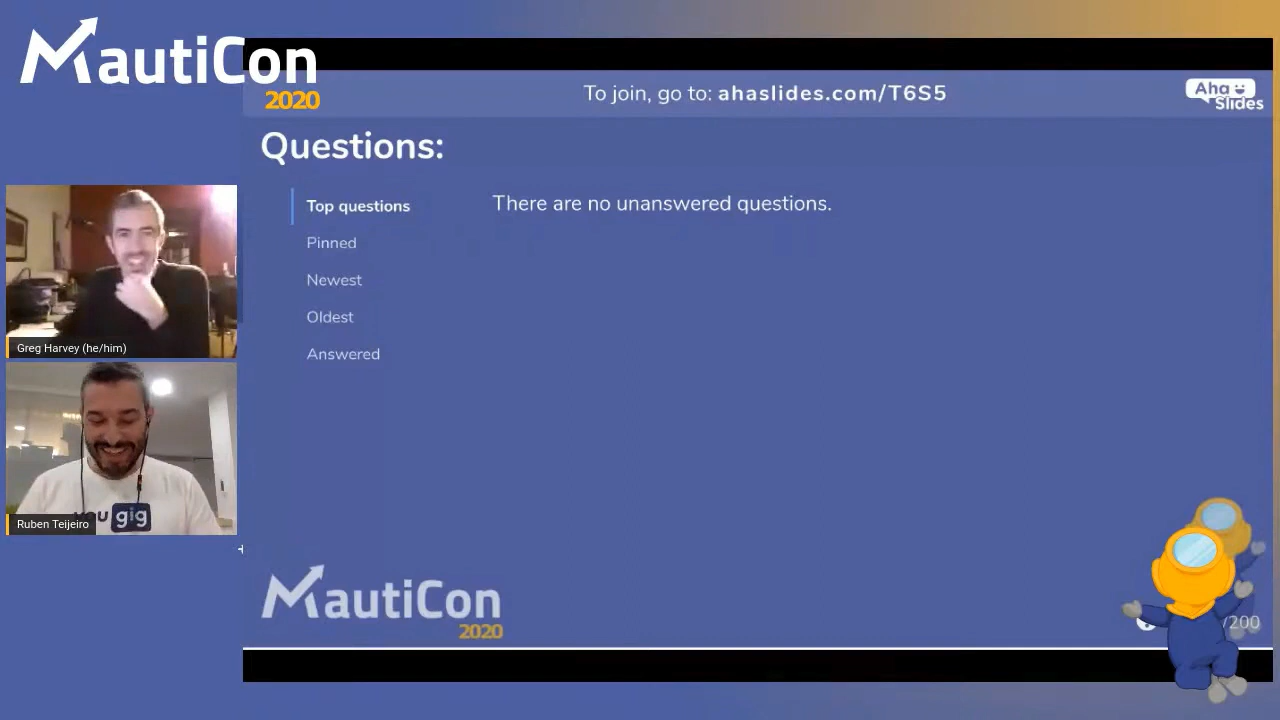 MautiCon
2020
To join, go to: ahaslides.com/T6S5
Aha
Slides
Questions:
Top questions
There are no unanswered questions.
Pinned
Newest
Oldest
Answered
Greg Harvey (he/him)
you gig
Ruben Teijeiro
MautiCon
2020
/200